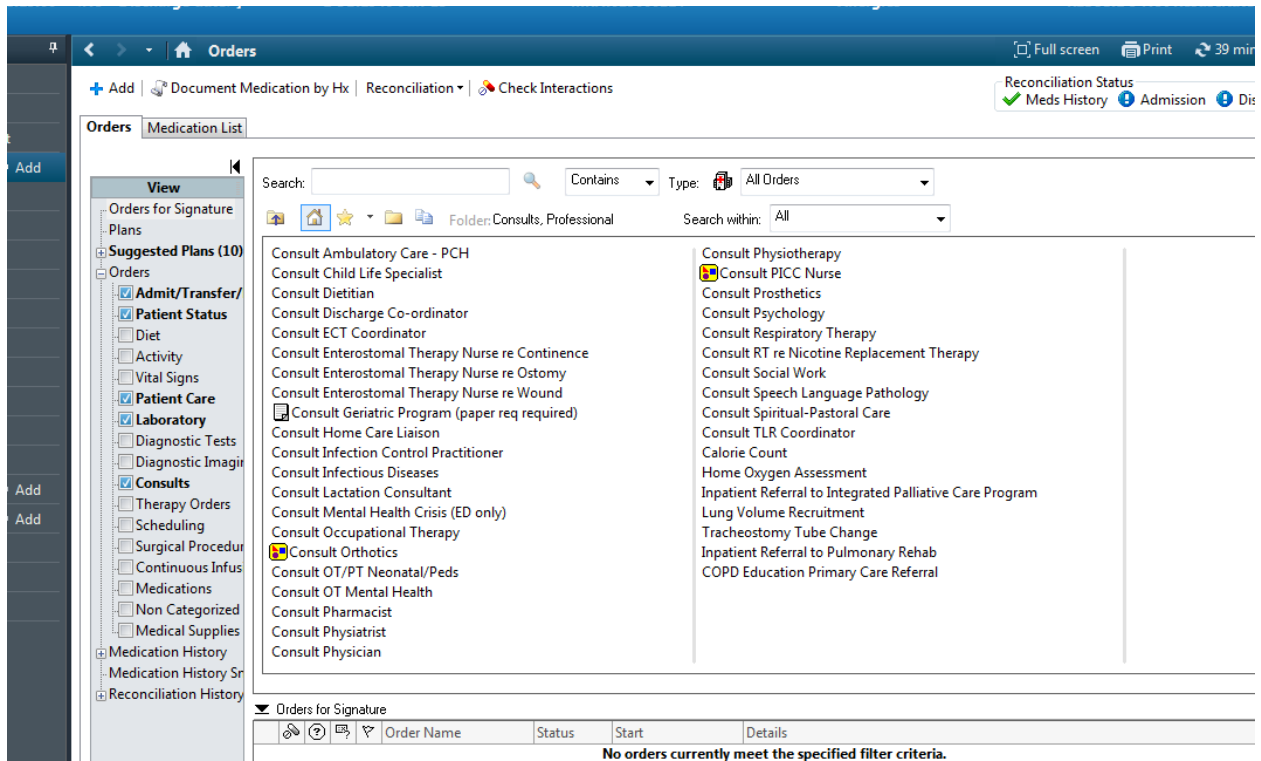 Orders
Full screen
Print
39 min
Add
Document Medication by Hx
Reconciliation
Check Interactions
Reconciliation Status
Meds History
Admission
Orders
Medication List
Add
View
Orders for Signature
Plans
Suggested Plans (10)
Orders
Admit/Transfer/
Patient Status
Diet
Activity
Vital Signs
Patient Care
Laboratory
Diagnostic Tests
Diagnostic Imagin
Consults
Therapy Orders
Scheduling
Surgical Procedur
Continuous Infus
Medications
Non Categorized
Medical Supplies
Medication History
Medication History Sn
Reconciliation History
Add
Add
Search:
Contains
Type:
All Orders
Folder: Consults, Professional
Search within:
All
Consult Ambulatory Care - PCH
Consult Child Life Specialist
Consult Dietitian
Consult Discharge Co-ordinator
Consult ECT Coordinator
Consult Enterostomal Therapy Nurse re Continence
Consult Enterostomal Therapy Nurse re Ostomy
Consult Enterostomal Therapy Nurse re Wound
Consult Geriatric Program (paper req required)
Consult Home Care Liaison
Consult Infection Control Practitioner
Consult Infectious Diseases
Consult Lactation Consultant
Consult Mental Health Crisis (ED only)
Consult Occupational Therapy
Consult Orthotics
Consult OT/PT Neonatal/Peds
Consult OT Mental Health
Consult Pharmacist
Consult Physiatrist
Consult Physician
Consult Physiotherapy
Consult PICC Nurse
Consult Prosthetics
Consult Psychology
Consult Respiratory Therapy
Consult RT re Nicotine Replacement Therapy
Consult Social Work
Consult Speech Language Pathology
Consult Spiritual-Pastoral Care
Consult TLR Coordinator
Calorie Count
Home Oxygen Assessment
Inpatient Referral to Integrated Palliative Care Program
Lung Volume Recruitment
Tracheostomy Tube Change
Inpatient Referral to Pulmonary Rehab
COPD Education Primary Care Referral
Orders for Signature
Order Name
Status
Start
Details
No orders currently meet the specified filter criteria.